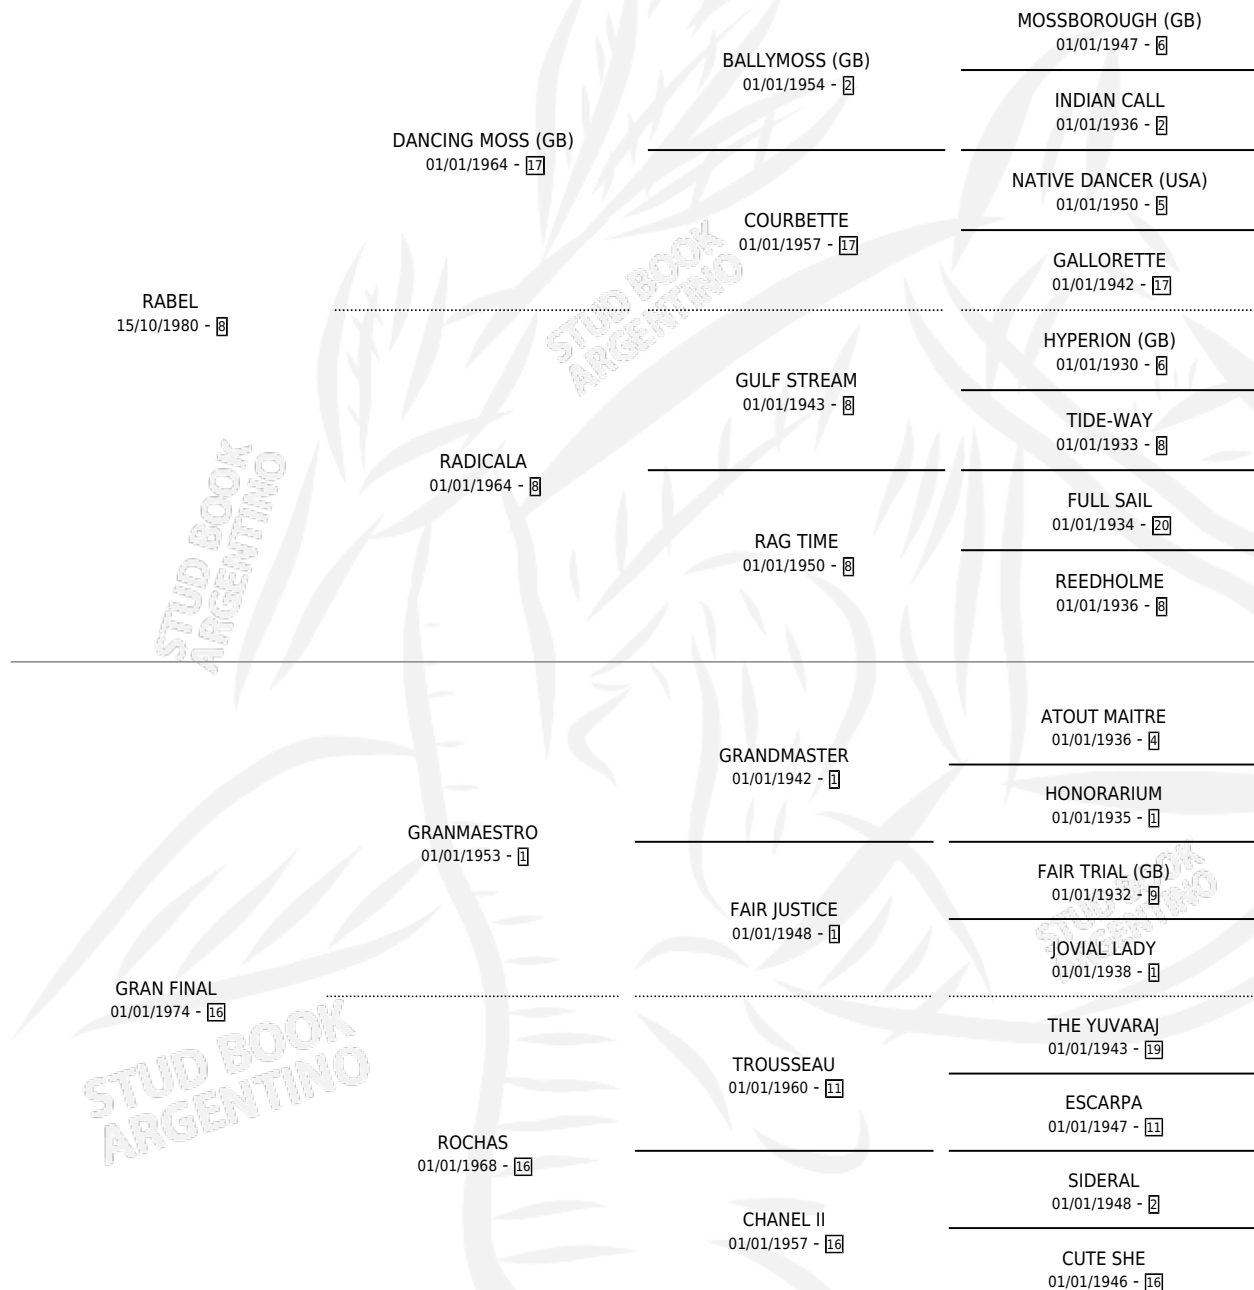 MOSSBOROUGH (GB)
01/01/1947 - 6
BALLYMOSS (GB)
01/01/1954 - 2
INDIAN CALL
01/01/1936 - 2
DANCING MOSS (GB)
01/01/1964 - 17
NATIVE DANCER (USA)
01/01/1950 - 5
COURBETTE
01/01/1957 - 17
GALLORETTE
01/01/1942 - 17
RABEL
15/10/1980 - 8
STUD BOOK
ARGENTINO
HYPERION (GB)
01/01/1930 - 6
GULF STREAM
01/01/1943 - 8
TIDE-WAY
01/01/1933 - 8
RADICALA
01/01/1964 - 8
FULL SAIL
01/01/1934 - 20
RAG TIME
01/01/1950 - 8
REEDHOLME
01/01/1936 - 8
STUD BOOK
ARGENTINO
ATOUT MAITRE
01/01/1936 - 4
GRANDMASTER
01/01/1942 - 1
HONORARIUM
01/01/1935 - 1
GRANMAESTRO
01/01/1953 - 1
FAIR TRIAL (GB)
01/01/1932 - 9
FAIR JUSTICE
01/01/1948 - 1
STUD BOOK
ARGENTINO
JOVIAL LADY
01/01/1938 - 1
GRAN FINAL
01/01/1974 - 16
THE YUVARAJ
01/01/1943 - 19
TROUSSEAU
01/01/1960 - 11
STUD BOOK
ARGENTINO
ESCARPA
01/01/1947 - 11
ROCHAS
01/01/1968 - 16
SIDERAL
01/01/1948 - 2
CHANEL II
01/01/1957 - 16
CUTE SHE
01/01/1946 - 16